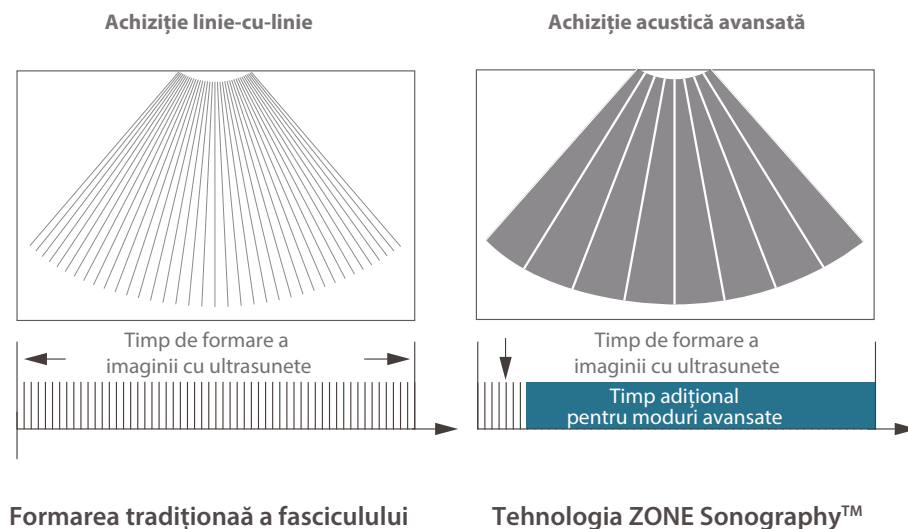 Achiziție linie-cu-linie
Achiziție acustică avansată
Timp de formare a
imaginii cu ultrasunete
Timp de formare a
imaginii cu ultrasunete
Timp adițional
pentru moduri avansate
Formarea tradiționaă a fasciculului
Tehnologia ZONE Sonography™